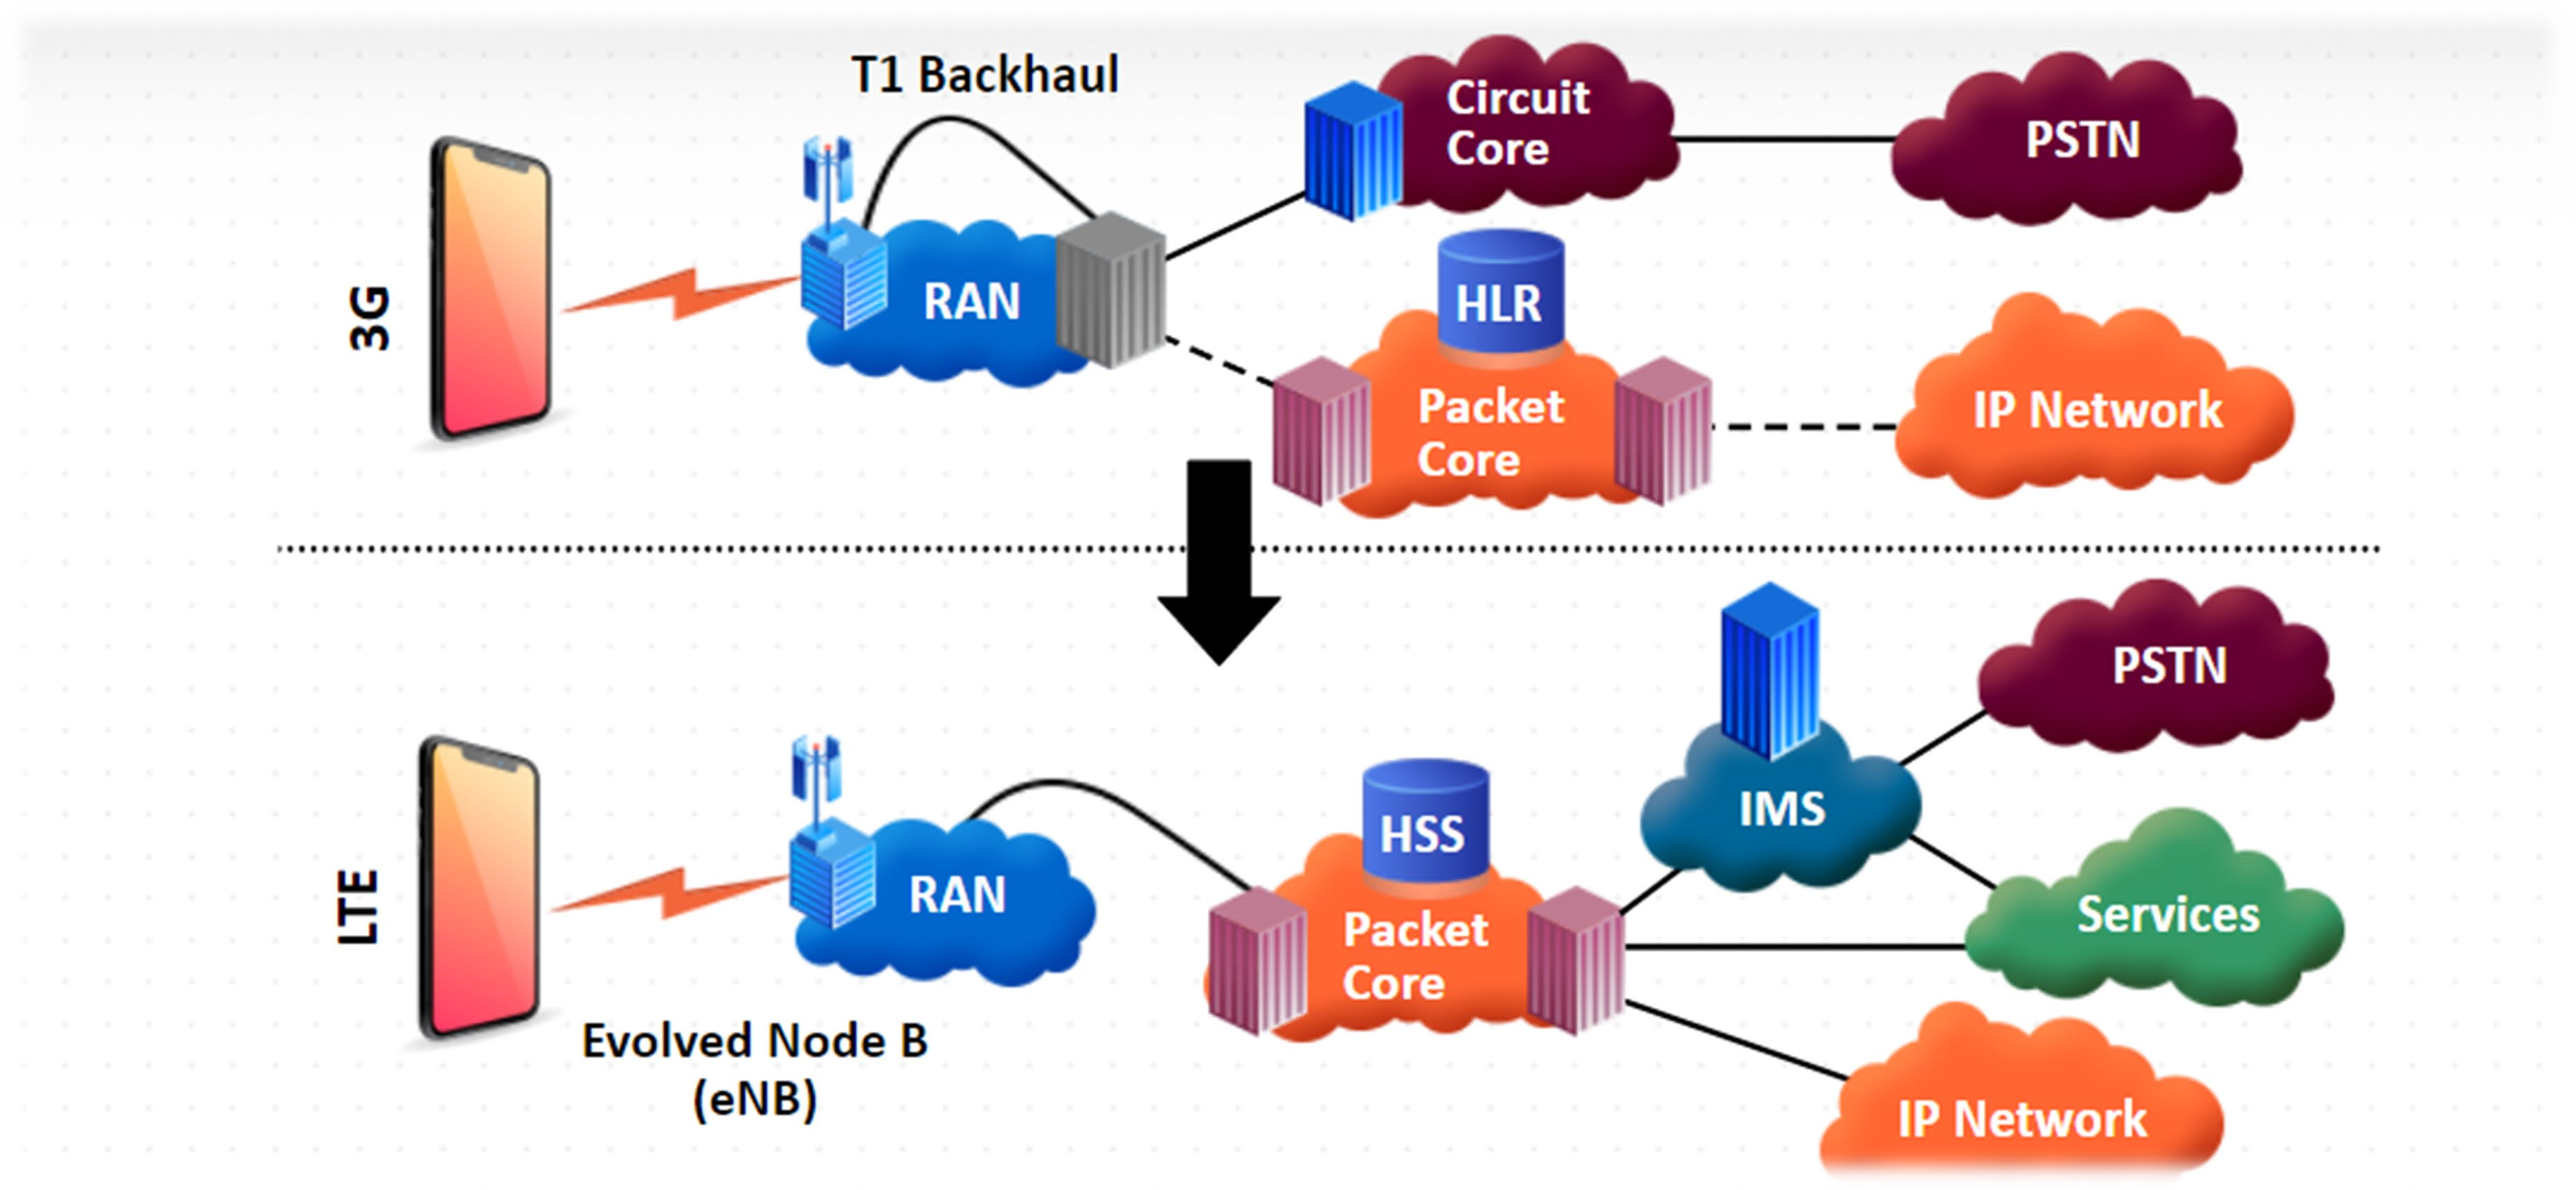 T1 Backhaul
Circuit
Core
PSTN
3G
RAN
HLR
Packet
Core
IP Network
LTE
RAN
Evolved Node B
(eNB)
HSS
Packet
Core
IMS
PSTN
Services
IP Network